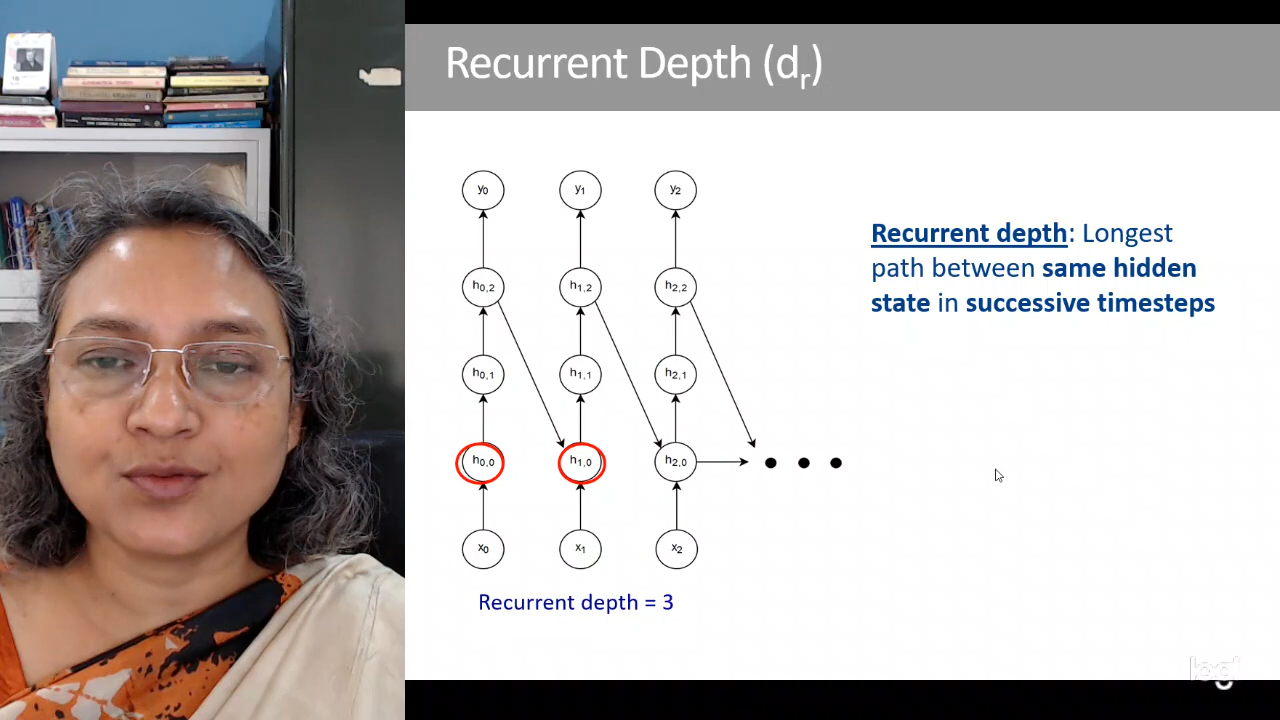 Recurrent Depth (dr)
y0 y1 y2
Recurrent depth: Longest
path between same hidden
state in successive timesteps
h0,2 h1,2 h2,2
h0,1 h1,1 h2,1
h0,0 h1,0 h2,0
x0 x1 x2
Recurrent depth = 3
logi